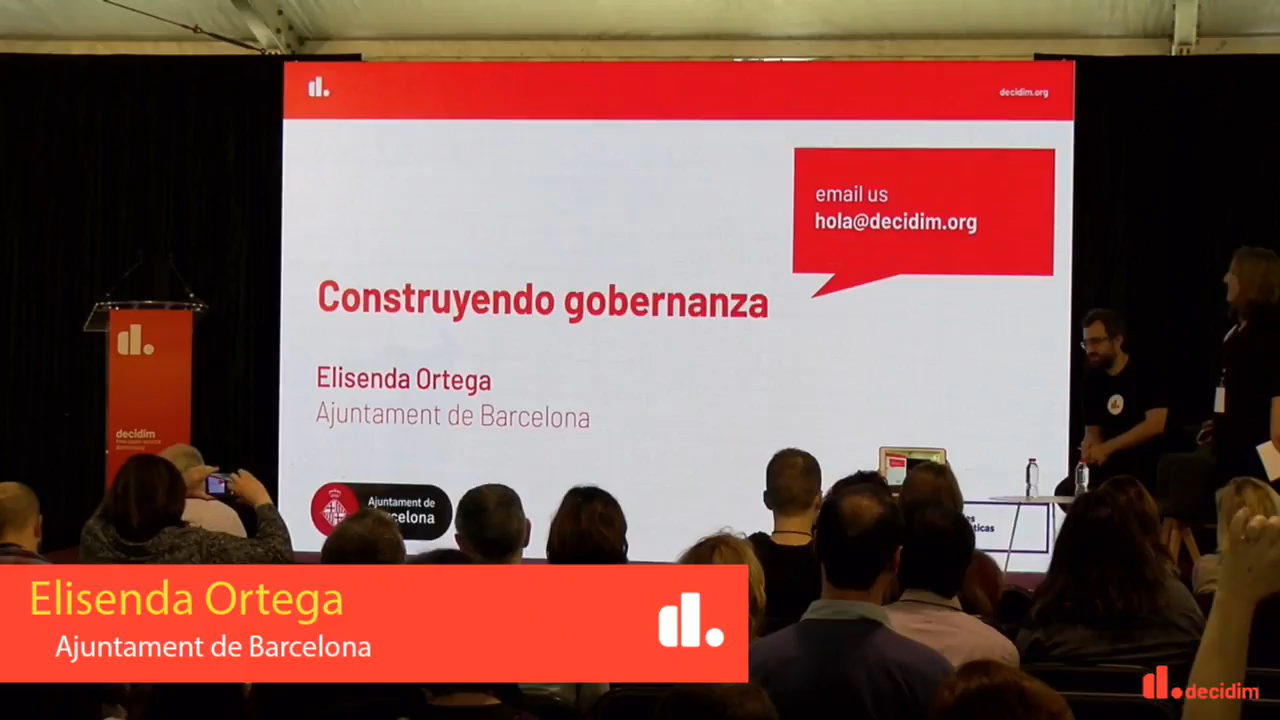 decidim.org
email us
hola@decidim.org
Construyendo gobernanza
Elisenda Ortega
Ajuntament de Barcelona
decidim
Ajuntament de
Elisenda Ortega
Ajuntament de Barcelona
decidim